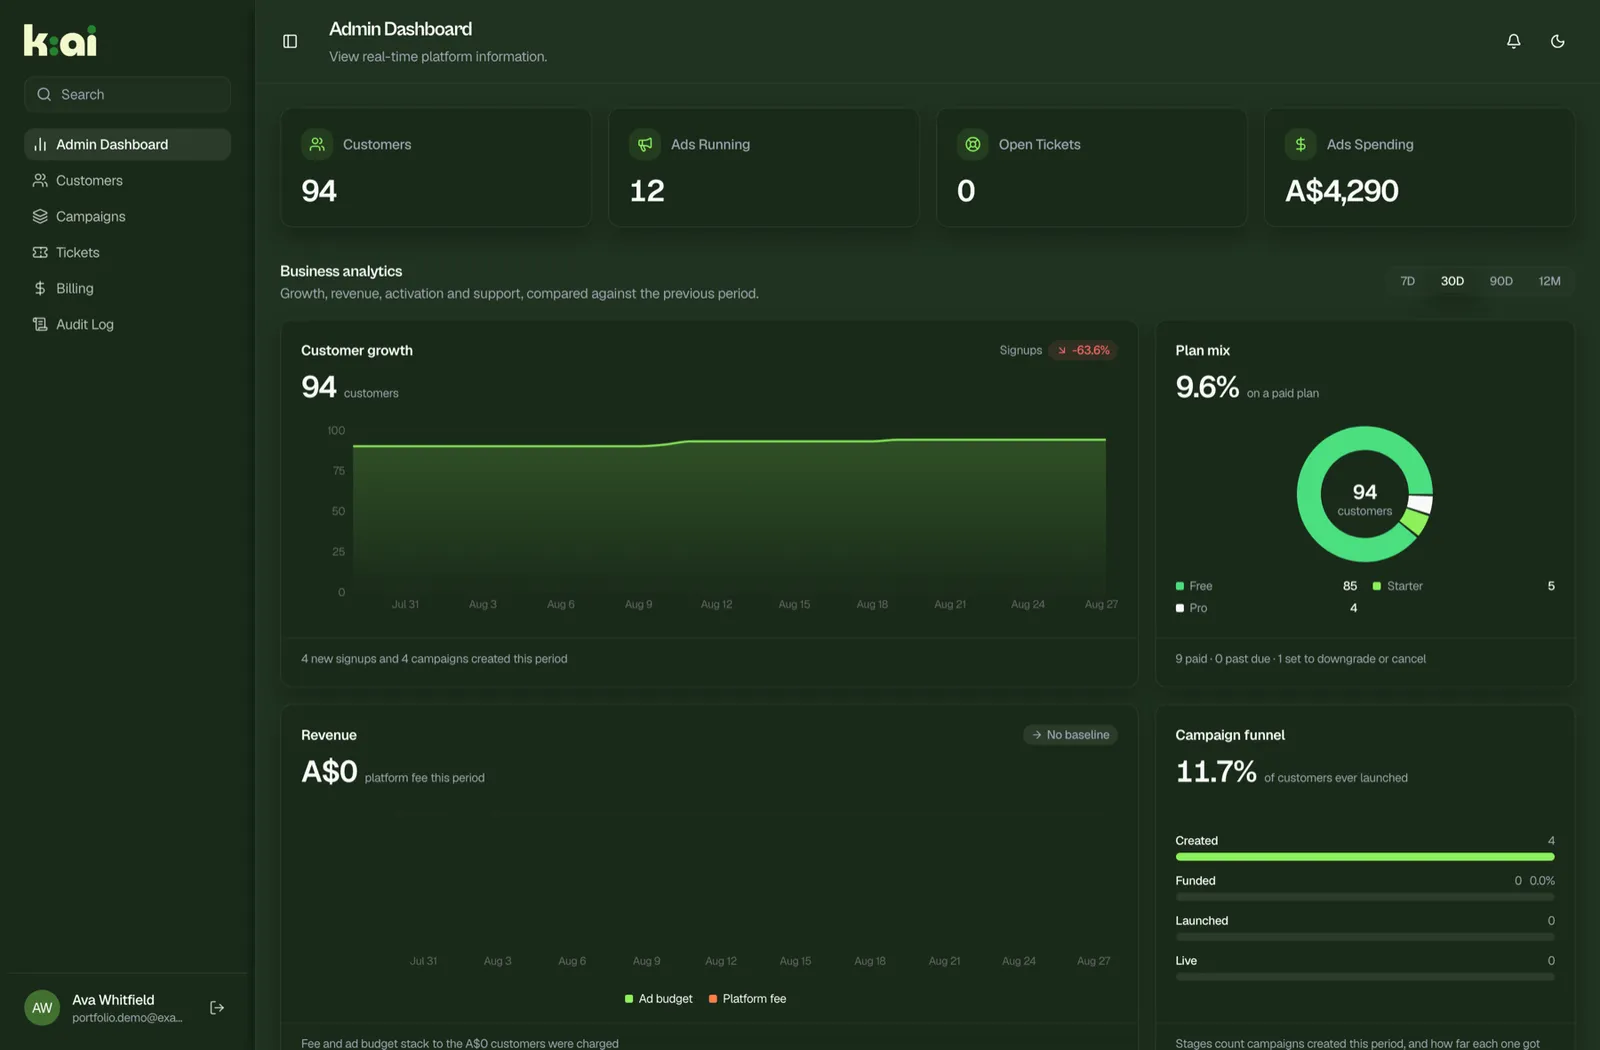 k:ai
Search
Admin Dashboard
Customers
Campaigns
Tickets
Billing
Audit Log
AW
Ava Whitfield
portfolio.demo@exa...
Admin Dashboard
View real-time platform information.
Customers
94
Ads Running
12
Open Tickets
0
Ads Spending
A$4,290
Business analytics
Growth, revenue, activation and support, compared against the previous period.
7D 30D 90D 12M
Customer growth
Signups -63.6%
94 customers
100
75
50
25
0
Jul 31 Aug 3 Aug 6 Aug 9 Aug 12 Aug 15 Aug 18 Aug 21 Aug 24 Aug 27
4 new signups and 4 campaigns created this period
Plan mix
9.6% on a paid plan
94
customers
Free 85 Starter 5
Pro 4
9 paid · 0 past due · 1 set to downgrade or cancel
Revenue
No baseline
A$0 platform fee this period
Jul 31 Aug 3 Aug 6 Aug 9 Aug 12 Aug 15 Aug 18 Aug 21 Aug 24 Aug 27
Ad budget Platform fee
Fee and ad budget stack to the A$0 customers were charged
Campaign funnel
11.7% of customers ever launched
Created 4
Funded 0 0.0%
Launched 0
Live 0
Stages count campaigns created this period, and how far each one got